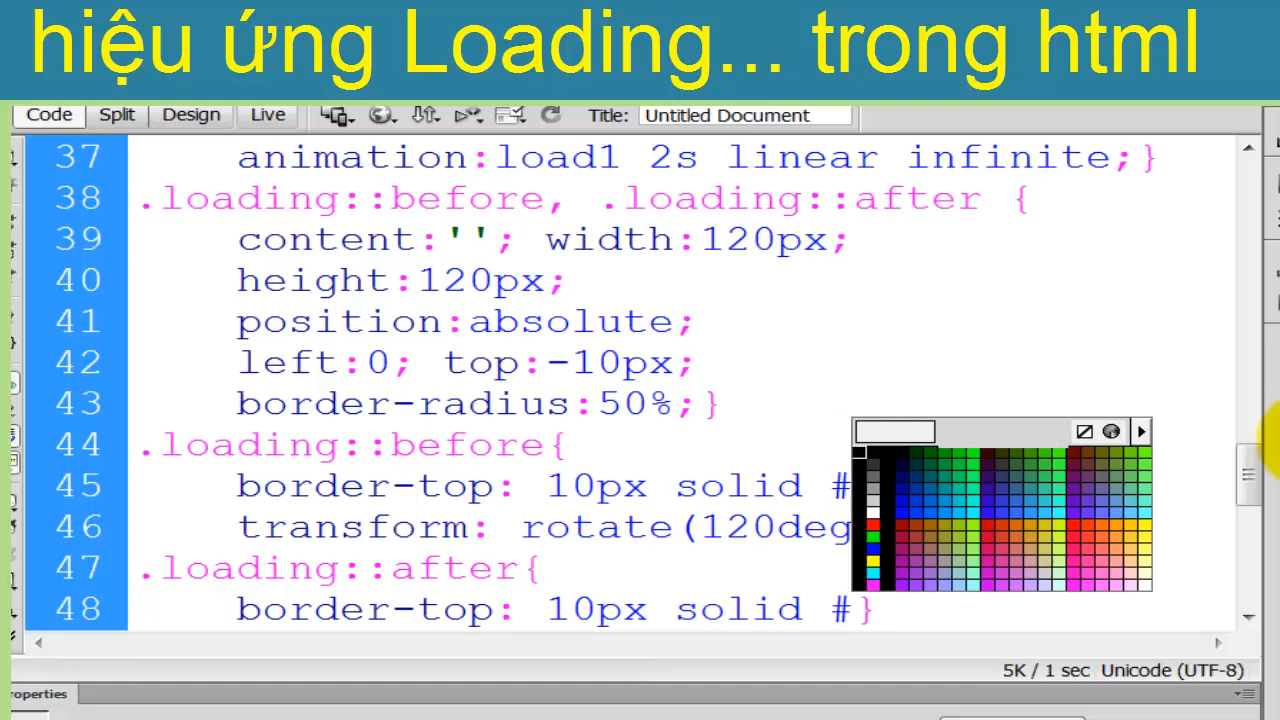 hiệu ứng Loading... trong html
Code Split Design Live Title: Untitled Document
37 animation:load1 2s linear infinite;}
38 .loading::before, .loading::after {
39 content:''; width:120px;
40 height:120px;
41 position:absolute;
42 left:0; top:-10px;
43 border-radius:50%;}
44 .loading::before{
45 border-top: 10px solid #
46 transform: rotate(120deg
47 .loading::after{
48 border-top: 10px solid #}
5K / 1 sec Unicode (UTF-8)
roperties